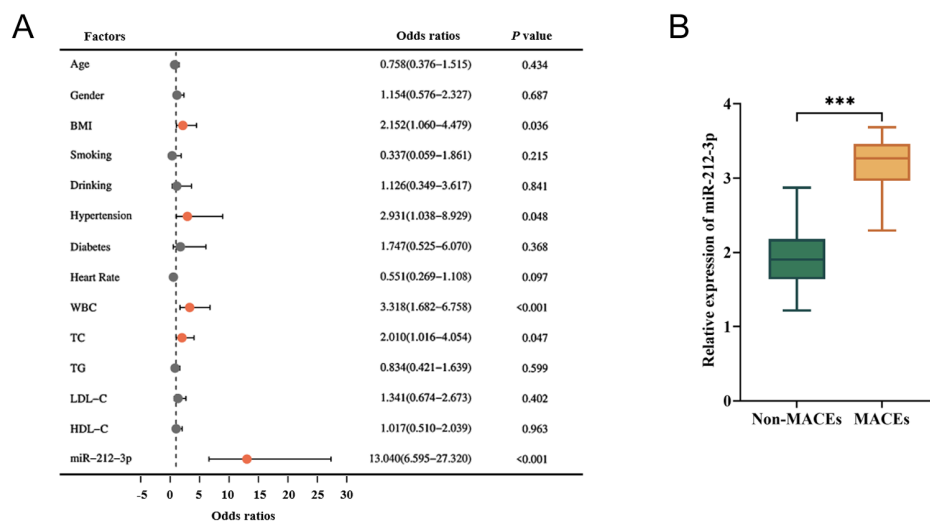 A
Factors Odds ratios P value
Age 0.758(0.376−1.515) 0.434
Gender 1.154(0.576−2.327) 0.687
BMI 2.152(1.060−4.479) 0.036
Smoking 0.337(0.059−1.861) 0.215
Drinking 1.126(0.349−3.617) 0.841
Hypertension 2.931(1.038−8.929) 0.048
Diabetes 1.747(0.525−6.070) 0.368
Heart Rate 0.551(0.269−1.108) 0.097
WBC 3.318(1.682−6.758) <0.001
TC 2.010(1.016−4.054) 0.047
TG 0.834(0.421−1.639) 0.599
LDL−C 1.341(0.674−2.673) 0.402
HDL−C 1.017(0.510−2.039) 0.963
miR−212−3p 13.040(6.595−27.320) <0.001
-5 0 5 10 15 20 25 30
Odds ratios
B
Relative expression of miR-212-3p
4
3
2
1
0
***
Non-MACEs MACEs